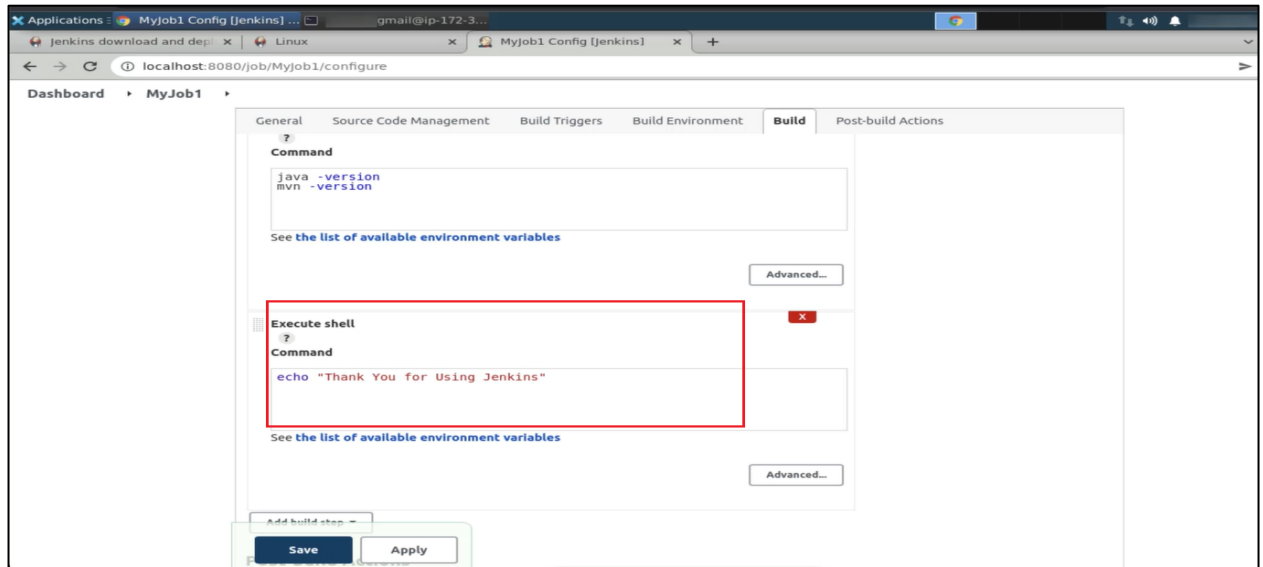 Applications
MyJob1 Config [Jenkins] ...
gmail@ip-172-3...
Jenkins download and depl
Linux
MyJob1 Config [Jenkins]
localhost:8080/job/MyJob1/configure
Dashboard
MyJob1
General
Source Code Management
Build Triggers
Build Environment
Build
Post-build Actions
?
Command
java -version
mvn -version
See the list of available environment variables
Advanced...
X
Execute shell
?
Command
echo "Thank You for Using Jenkins"
See the list of available environment variables
Advanced...
Add build step
Save
Apply